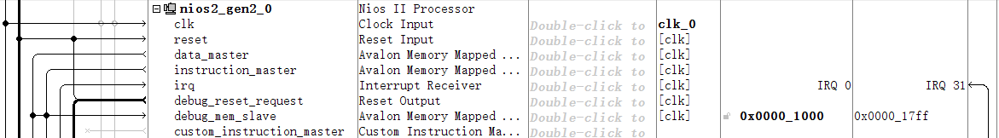 nios2_gen2_0 Nios II Processor
clk Clock Input Double-click to clk_0
reset Reset Input Double-click to [clk]
data_master Avalon Memory Mapped ... Double-click to [clk]
instruction_master Avalon Memory Mapped ... Double-click to [clk]
irq Interrupt Receiver Double-click to [clk] IRQ 0 IRQ 31
debug_reset_request Reset Output Double-click to [clk]
debug_mem_slave Avalon Memory Mapped ... Double-click to [clk] 0x0000_1000 0x0000_17ff
custom_instruction_master Custom Instruction Ma... Double-click to